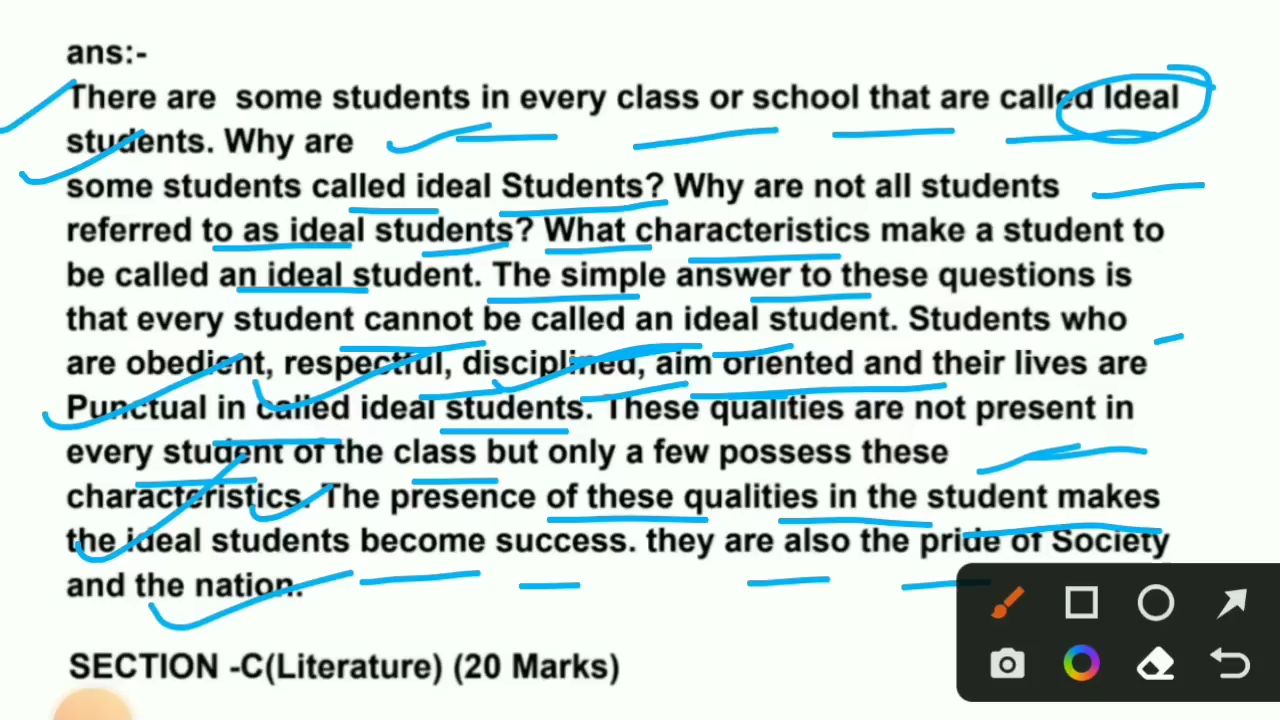 ans:-
There are some students in every class or school that are called Ideal
students. Why are
some students called ideal Students? Why are not all students
referred to as ideal students? What characteristics make a student to
be called an ideal student. The simple answer to these questions is
that every student cannot be called an ideal student. Students who
are obedient, respectful, disciplined, aim oriented and their lives are
Punctual in called ideal students. These qualities are not present in
every student of the class but only a few possess these
characteristics. The presence of these qualities in the student makes
the ideal students become success. they are also the pride of Society
and the nation.
SECTION -C(Literature) (20 Marks)